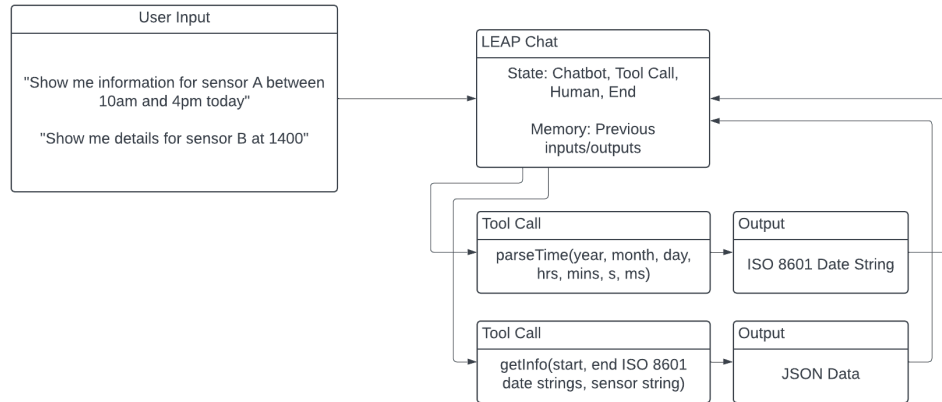 User Input
"Show me information for sensor A between
10am and 4pm today"
"Show me details for sensor B at 1400"
LEAP Chat
State: Chatbot, Tool Call,
Human, End
Memory: Previous
inputs/outputs
Tool Call
parseTime(year, month, day,
hrs, mins, s, ms)
Output
ISO 8601 Date String
Tool Call
getInfo(start, end ISO 8601
date strings, sensor string)
Output
JSON Data